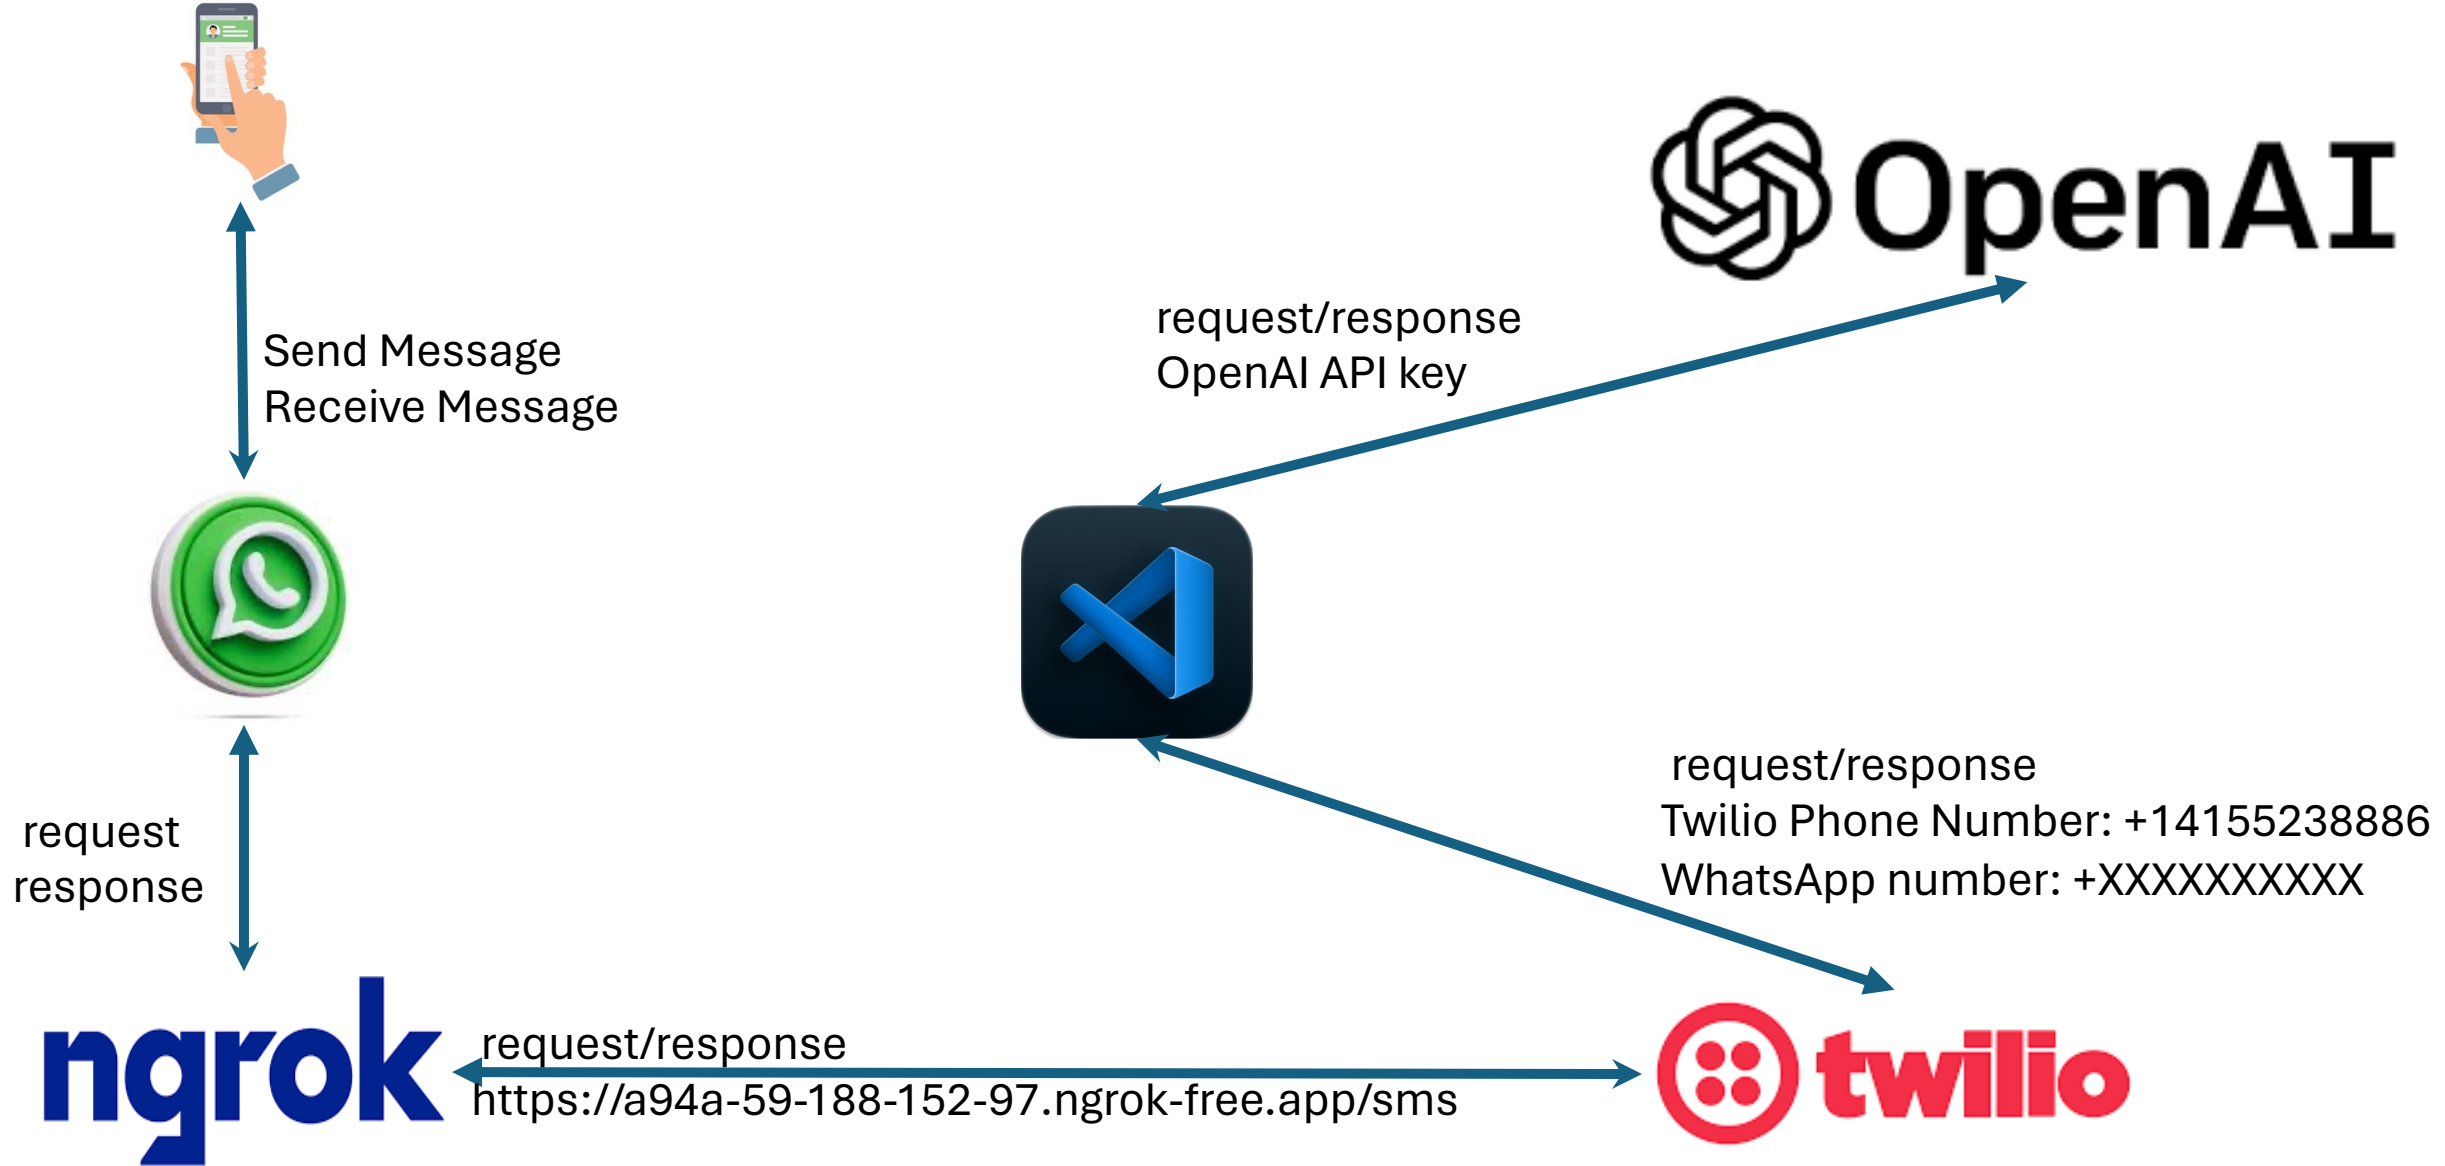 OpenAI
request/response
OpenAI API key
Send Message
Receive Message
request/response
Twilio Phone Number: +14155238886
WhatsApp number: +XXXXXXXXXX
request
response
ngrok
request/response
https://a94a-59-188-152-97.ngrok-free.app/sms
twilio